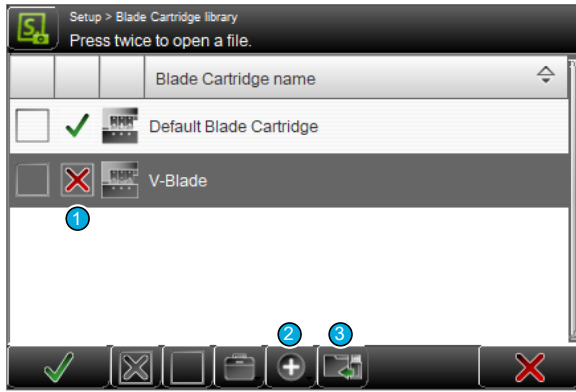 Setup > Blade Cartridge library
Press twice to open a file.
Blade Cartridge name
Default Blade Cartridge
V-Blade
1
2
3